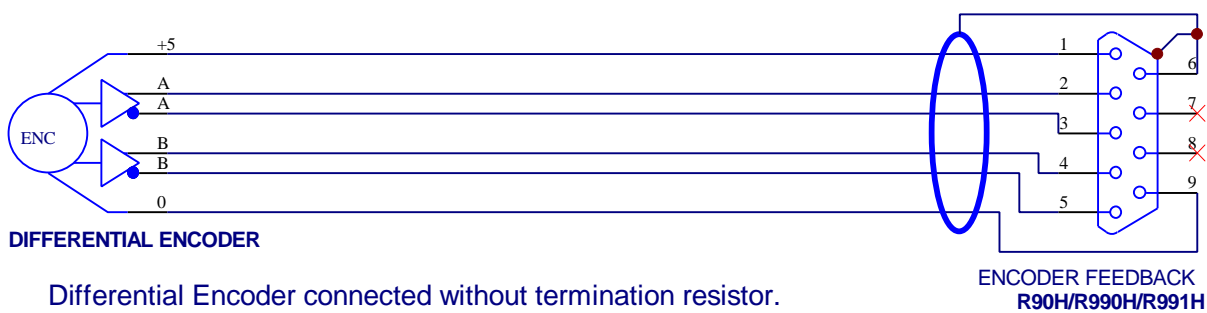 +5
A
A
B
B
0
ENC
1
2
3
4
5
6
7
8
9
DIFFERENTIAL ENCODER
ENCODER FEEDBACK
R90H/R990H/R991H
Differential Encoder connected without termination resistor.